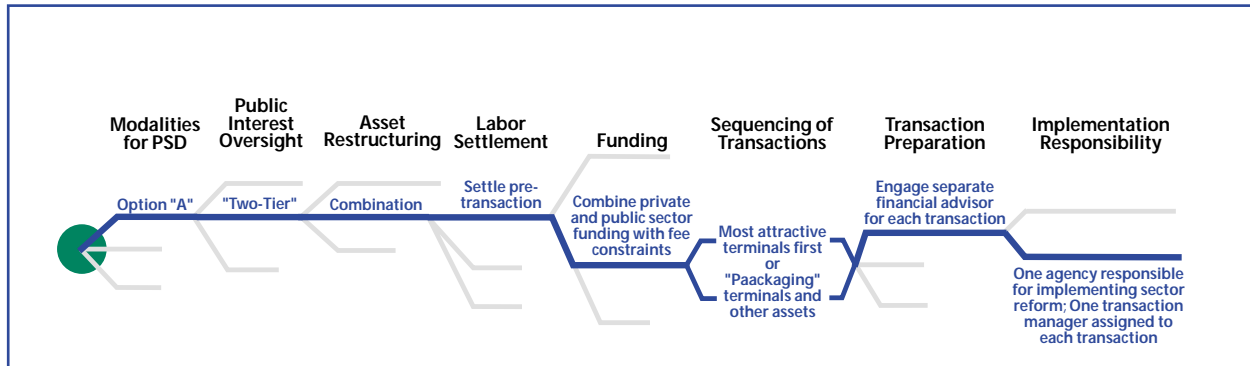 Modalities
for PSD
Public
Interest
Oversight
Asset
Restructuring
Labor
Settlement
Funding
Sequencing of
Transactions
Transaction
Preparation
Implementation
Responsibility
Option "A"
"Two-Tier"
Combination
Settle pre-
transaction
Combine private
and public sector
funding with fee
constraints
Most attractive
terminals first
or
"Paackaging"
terminals and
other assets
Engage separate
financial advisor
for each transaction
One agency responsible
for implementing sector
reform; One transaction
manager assigned to
each transaction